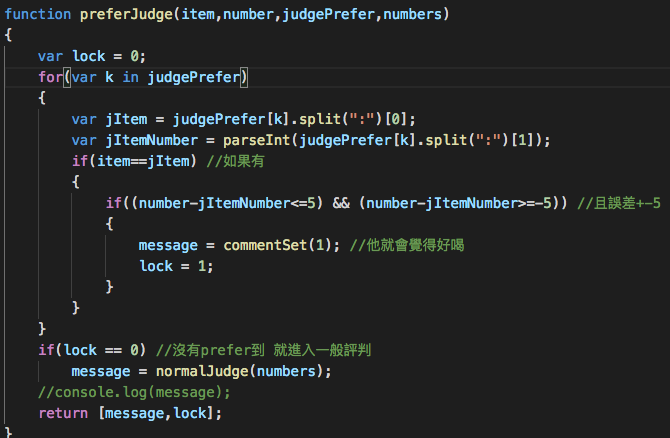 function preferJudge(item,number,judgePrefer,numbers)
{
    var lock = 0;
    for(var k in judgePrefer)
    {
        var jItem = judgePrefer[k].split(":")[0];
        var jItemNumber = parseInt(judgePrefer[k].split(":")[1]);
        if(item==jItem) //如果有
        {
            if((number-jItemNumber<=5) && (number-jItemNumber>=-5)) //且誤差+-5
            {
                message = commentSet(1); //他就會覺得好喝
                lock = 1;
            }
        }
    }
    if(lock == 0) //沒有prefer到 就進入一般評判
        message = normalJudge(numbers);
    //console.log(message);
    return [message,lock];
}